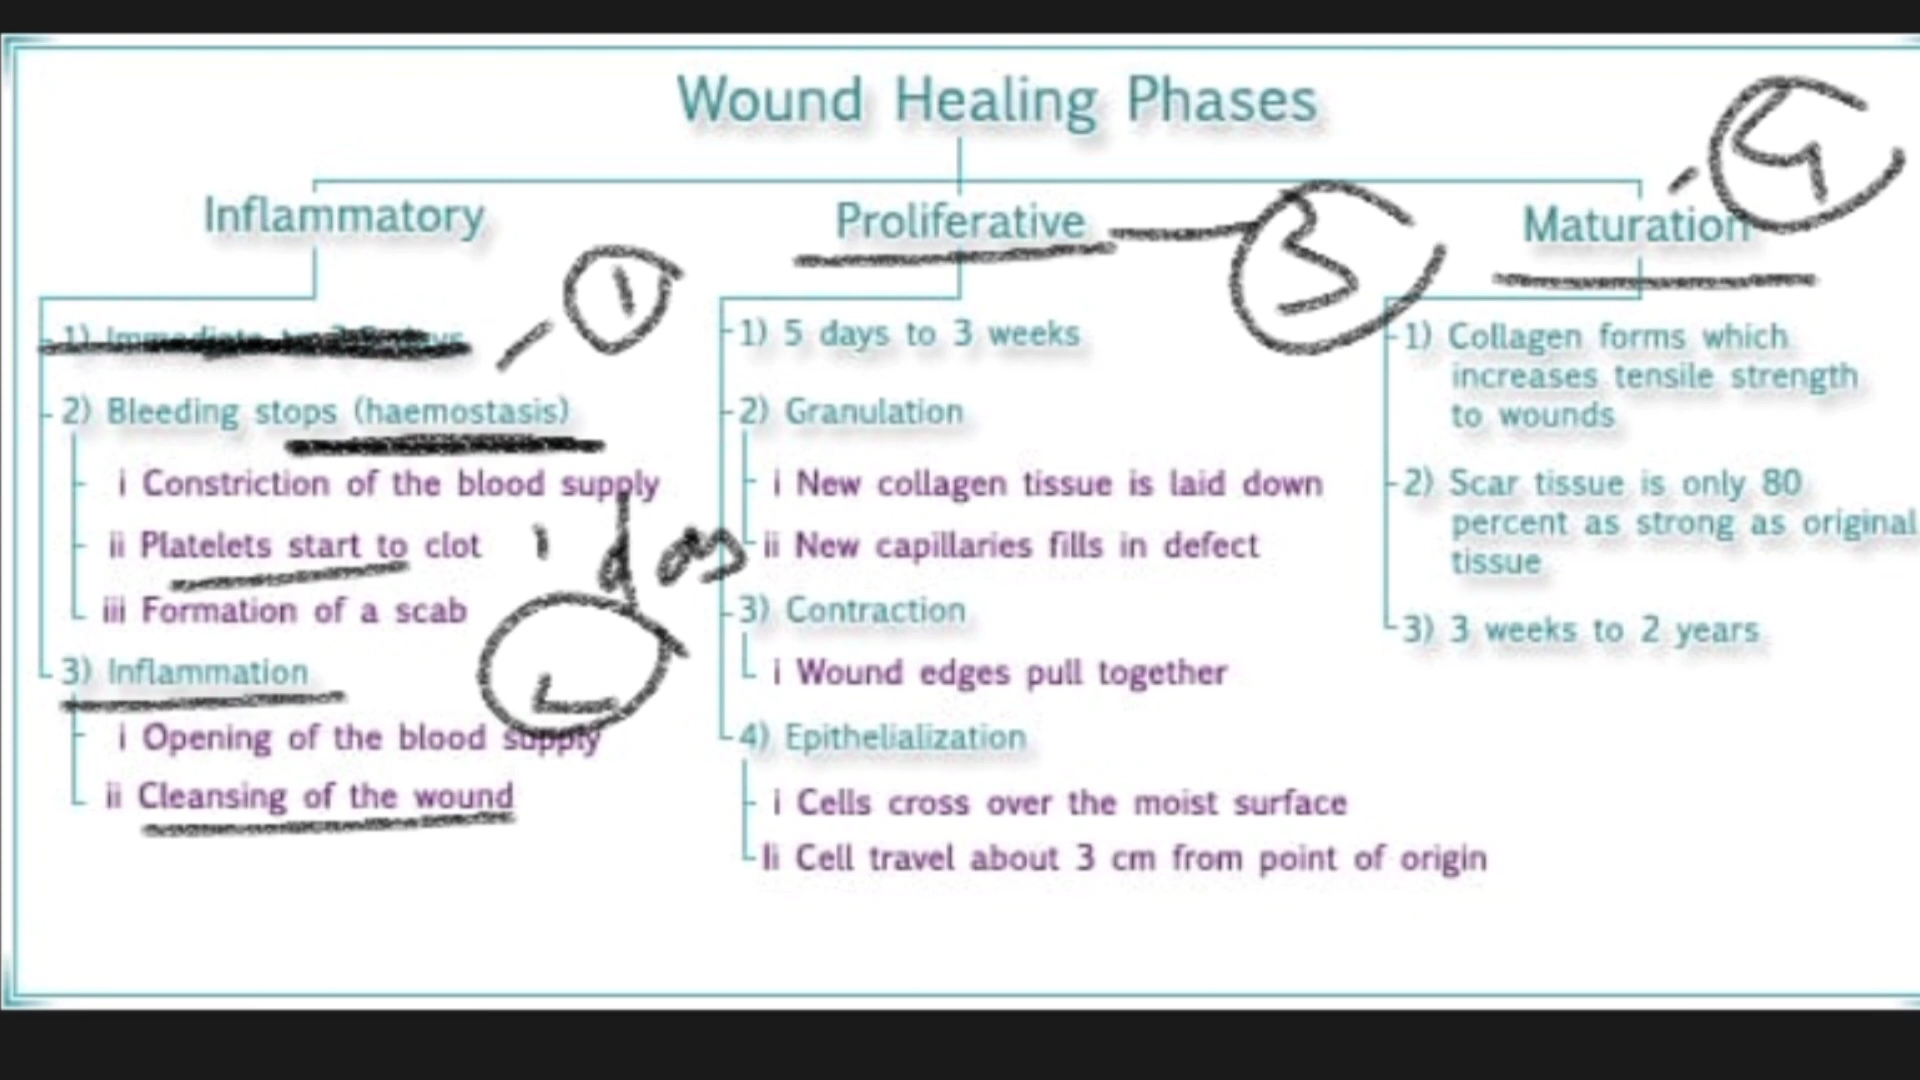 Wound Healing Phases
Inflammatory
1) Immediate to 2-5 days
2) Bleeding stops (haemostasis)
i Constriction of the blood supply
ii Platelets start to clot
iii Formation of a scab
3) Inflammation
i Opening of the blood supply
ii Cleansing of the wound
1
Proliferative
3
1) 5 days to 3 weeks
2) Granulation
i New collagen tissue is laid down
ii New capillaries fills in defect
3) Contraction
i Wound edges pull together
4) Epithelialization
i Cells cross over the moist surface
Ii Cell travel about 3 cm from point of origin
Maturation
4
1) Collagen forms which
increases tensile strength
to wounds
2) Scar tissue is only 80
percent as strong as original
tissue
3) 3 weeks to 2 years